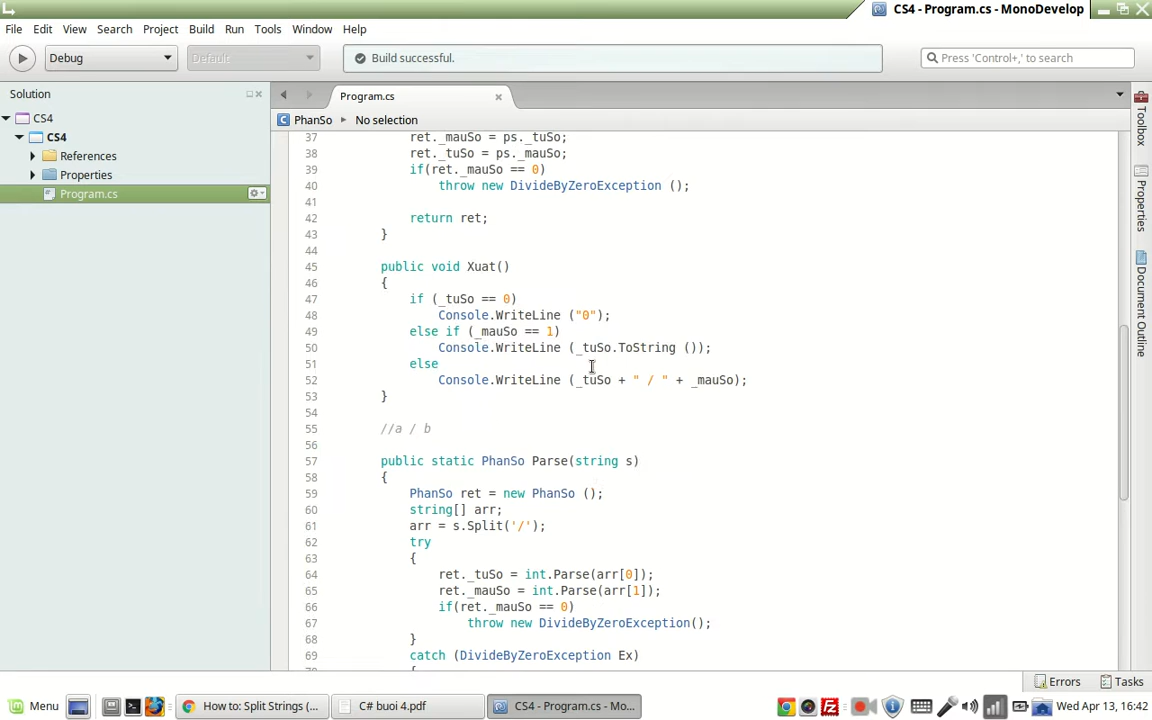 CS4 - Program.cs - MonoDevelop
File Edit View Search Project Build Run Tools Window Help
Debug Default Build successful. Press 'Control+,' to search
Solution
CS4
CS4
References
Properties
Program.cs
Program.cs
PhanSo No selection
37 ret._mauSo = ps._tuSo;
38 ret._tuSo = ps._mauSo;
39 if(ret._mauSo == 0)
40 throw new DivideByZeroException ();
41
42 return ret;
43 }
44
45 public void Xuat()
46 {
47 if (_tuSo == 0)
48 Console.WriteLine ("0");
49 else if (_mauSo == 1)
50 Console.WriteLine (_tuSo.ToString ());
51 else
52 Console.WriteLine (_tuSo + " / " + _mauSo);
53 }
54
55 //a / b
56
57 public static PhanSo Parse(string s)
58 {
59 PhanSo ret = new PhanSo ();
60 string[] arr;
61 arr = s.Split('/');
62 try
63 {
64 ret._tuSo = int.Parse(arr[0]);
65 ret._mauSo = int.Parse(arr[1]);
66 if(ret._mauSo == 0)
67 throw new DivideByZeroException();
68 }
69 catch (DivideByZeroException Ex)
Toolbox
Properties
Document Outline
Errors Tasks
Menu How to: Split Strings (... CS# buoi 4.pdf CS4 - Program.cs - Mo... Wed Apr 13, 16:42